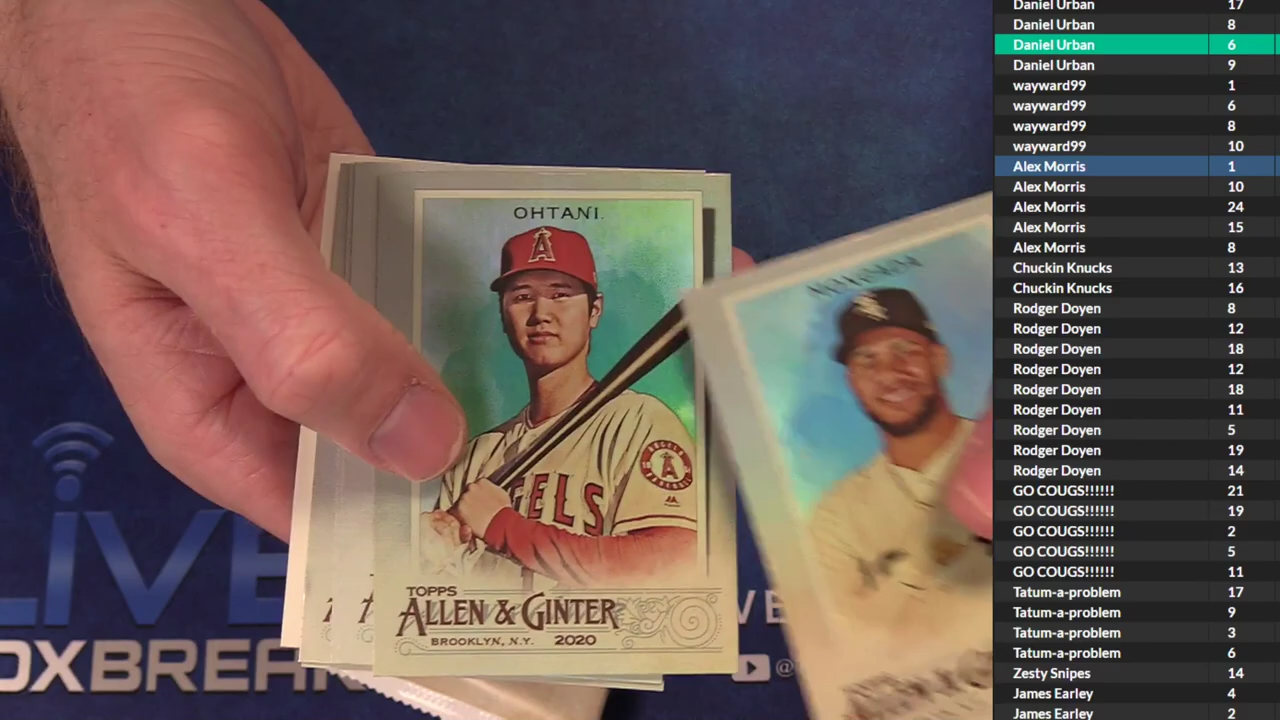 OHTANI.
A
ANGELS
A
TOPPS
ALLEN & GINTER
BROOKLYN, N.Y. 2020
LIVE
OXBREA
VE
@
Daniel Urban 17
Daniel Urban 8
Daniel Urban 6
Daniel Urban 9
wayward99 1
wayward99 6
wayward99 8
wayward99 10
Alex Morris 1
Alex Morris 10
Alex Morris 24
Alex Morris 15
Alex Morris 8
Chuckin Knucks 13
Chuckin Knucks 16
Rodger Doyen 8
Rodger Doyen 12
Rodger Doyen 18
Rodger Doyen 12
Rodger Doyen 18
Rodger Doyen 11
Rodger Doyen 5
Rodger Doyen 19
Rodger Doyen 14
GO COUGS!!!!!! 21
GO COUGS!!!!!! 19
GO COUGS!!!!!! 2
GO COUGS!!!!!! 5
GO COUGS!!!!!! 11
Tatum-a-problem 17
Tatum-a-problem 9
Tatum-a-problem 3
Tatum-a-problem 6
Zesty Snipes 14
James Earley 4
James Earley 2